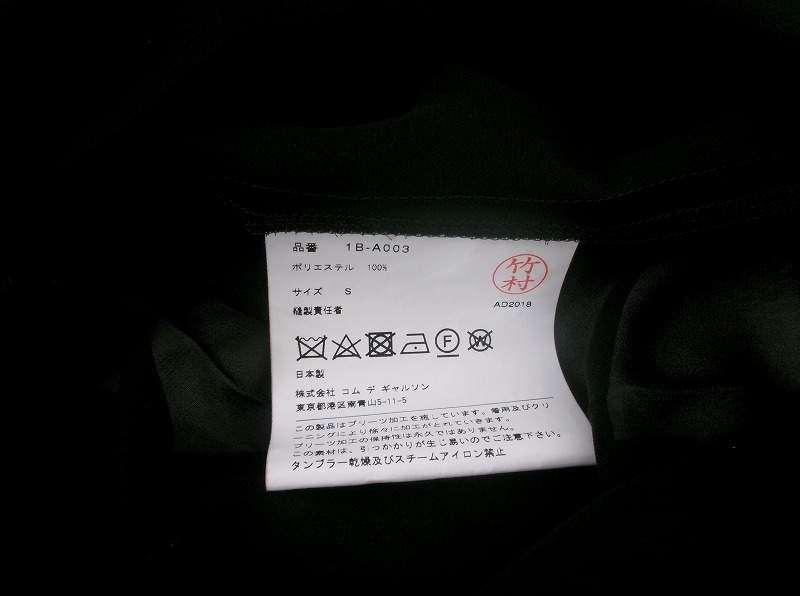 品番 1B-A003
ポリエステル 100%
サイズ S
縫製責任者
竹村
AD2018
F
W
日本製
株式会社 コム デ ギャルソン
東京都港区南青山5-11-5
この製品はプリーツ加工を施しています。着用及びクリ
ーニングにより徐々に加工がとれていきます。
プリーツ加工の保持性は永久ではありません。
この素材は、引っかかりが生じ易いのでご注意下さい。
タンブラー乾燥及びスチームアイロン禁止